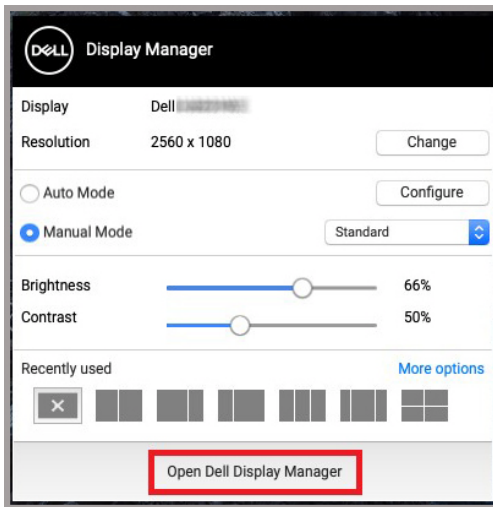 DELL Display Manager
Display Dell
Resolution 2560 x 1080 Change
Auto Mode Configure
Manual Mode Standard
Brightness 66%
Contrast 50%
Recently used More options
Open Dell Display Manager